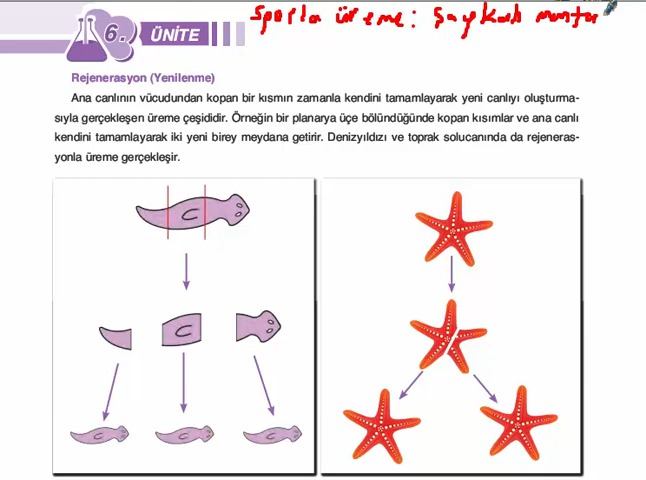 Sporla üreme: Şapkalı mantar
6. ÜNİTE
Rejenerasyon (Yenilenme)
Ana canlının vücudundan kopan bir kısmın zamanla kendini tamamlayarak yeni canlıyı oluşturma-
sıyla gerçekleşen üreme çeşididir. Örneğin bir planarya üçe bölündüğünde kopan kısımlar ve ana canlı
kendini tamamlayarak iki yeni birey meydana getirir. Denizyıldızı ve toprak solucanında da rejeneras-
yonla üreme gerçekleşir.